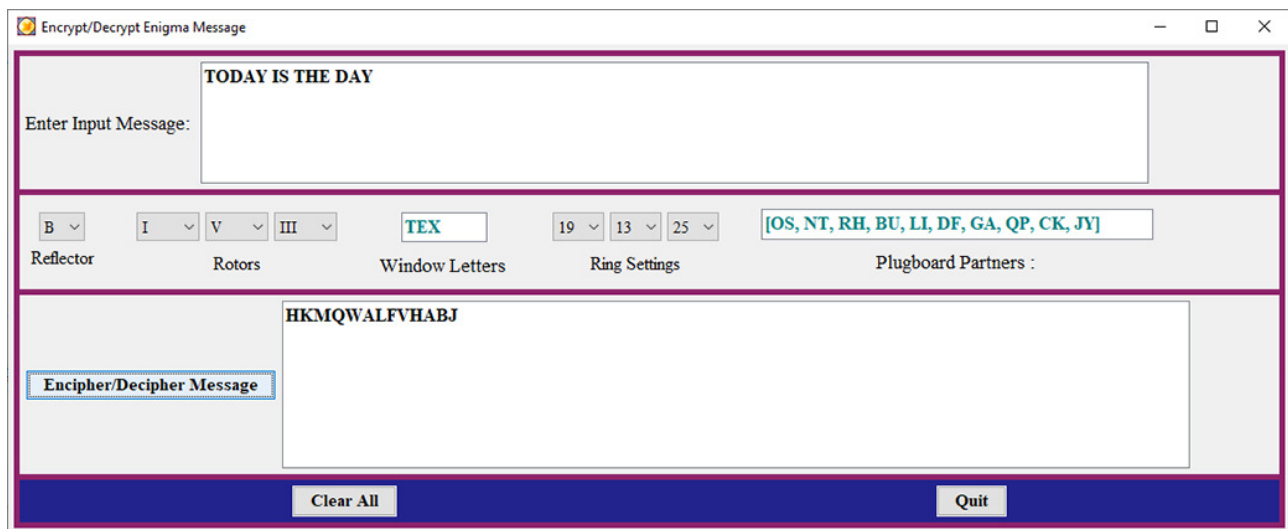 Encrypt/Decrypt Enigma Message
TODAY IS THE DAY
Enter Input Message:
B I V III TEX 19 13 25 [OS, NT, RH, BU, LI, DF, GA, QP, CK, JY]
Reflector Rotors Window Letters Ring Settings Plugboard Partners :
HKMQWALFVHABJ
Encipher/Decipher Message
Clear All Quit